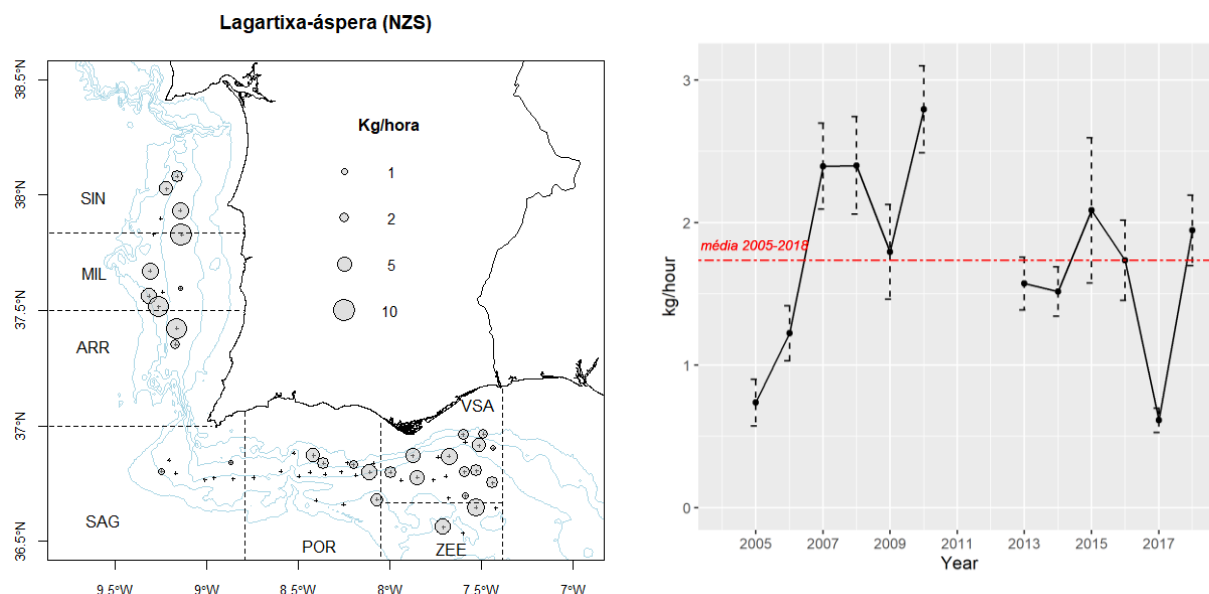 Lagartixa-áspera (NZS)
38.5°N
38°N
37.5°N
37°N
36.5°N
Kg/hora
1
2
5
10
SIN
MIL
ARR
VSA
SAG
POR
ZEE
9.5°W
9°W
8.5°W
8°W
7.5°W
7°W
kg/hour
3
2
1
0
média 2005-2018
2005
2007
2009
2011
2013
2015
2017
Year